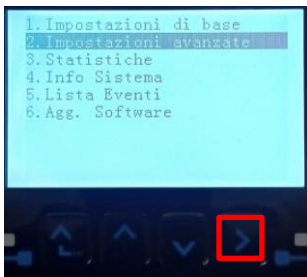 1.Impostazioni di base
2.Impostazioni avanzate
3.Statistiche
4.Info Sistema
5.Lista Eventi
6.Agg. Software